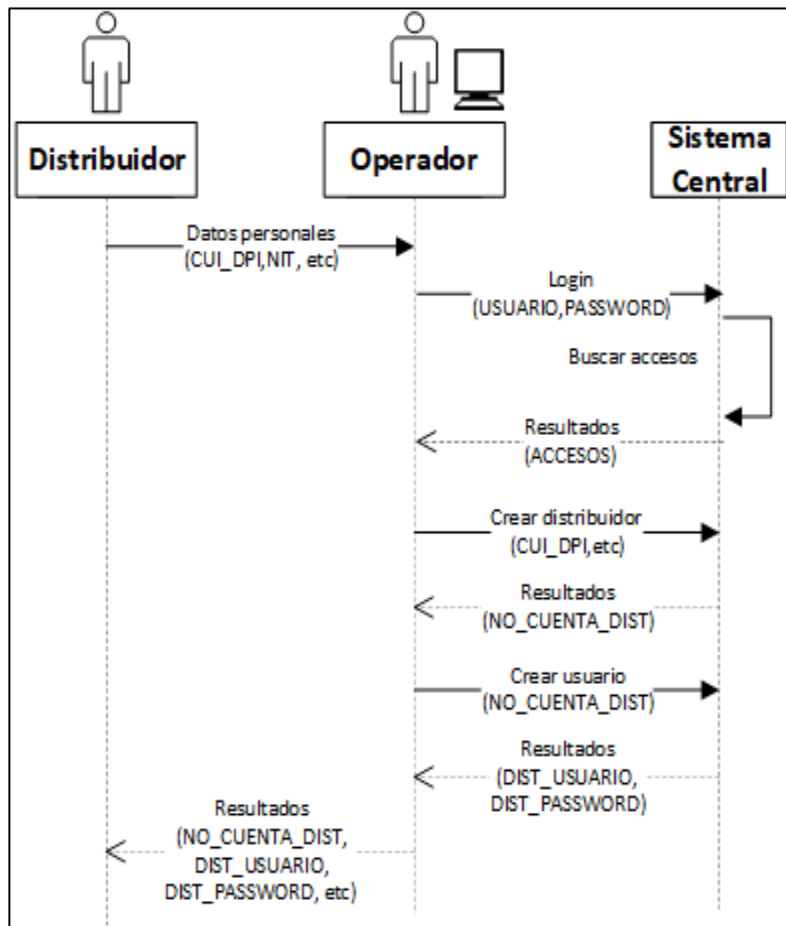 Distribuidor
Operador
Sistema
Central
Datos personales
(CUI_DPI,NIT, etc)
Login
(USUARIO,PASSWORD)
Buscar accesos
Resultados
(ACCESOS)
Crear distribuidor
(CUI_DPI,etc)
Resultados
(NO_CUENTA_DIST)
Crear usuario
(NO_CUENTA_DIST)
Resultados
(DIST_USUARIO,
DIST_PASSWORD)
Resultados
(NO_CUENTA_DIST,
DIST_USUARIO,
DIST_PASSWORD, etc)